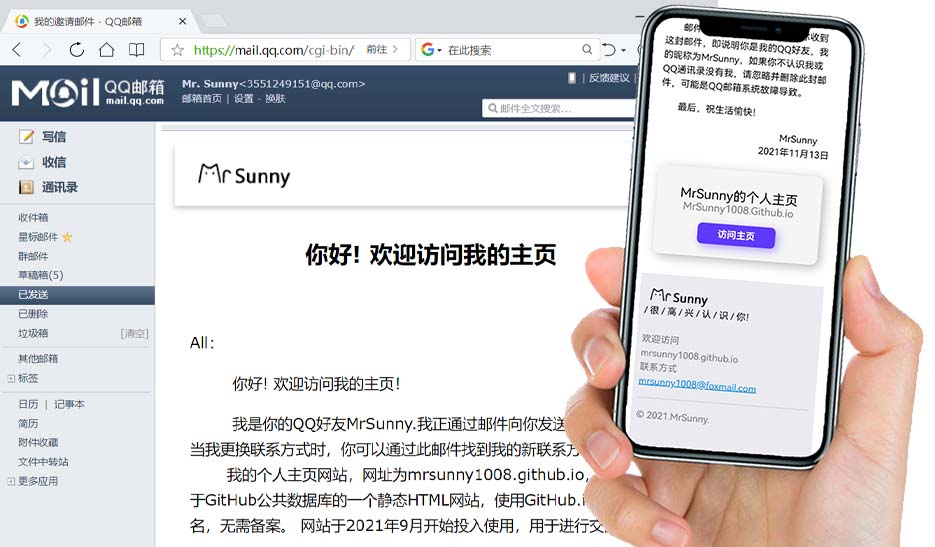 我的邀请邮件 - QQ邮箱
https://mail.qq.com/cgi-bin/
前往
在此搜索
Mail QQ邮箱
mail.qq.com
Mr. Sunny<3551249151@qq.com>
邮箱首页 | 设置 - 换肤
| 反馈建议 |
邮件全文搜索...
写信
收信
通讯录
收件箱
星标邮件
群邮件
草稿箱(5)
已发送
已删除
垃圾箱
[清空]
其他邮箱
标签
日历 | 记事本
简历
附件收藏
文件中转站
更多应用
Mr Sunny
你好! 欢迎访问我的主页
All:
你好! 欢迎访问我的主页!
我是你的QQ好友MrSunny.我正通过邮件向你发送
当我更换联系方式时,你可以通过此邮件找到我的新联系方
我的个人主页网站,网址为mrsunny1008.github.io,
于GitHub公共数据库的一个静态HTML网站,使用GitHub.i
名,无需备案。 网站于2021年9月开始投入使用,用于进行交
你收到
这封邮件,即说明你是我的QQ好友,我
的昵称为MrSunny。如果你不认识我或
QQ通讯录没有我,请忽略并删除此封邮
件,可能是QQ邮箱系统故障导致。
最后,祝生活愉快!
MrSunny
2021年11月13日
MrSunny的个人主页
MrSunny1008.Github.io
访问主页
Mr Sunny
/ 很 / 高 / 兴 / 认 / 识 / 你!
欢迎访问
mrsunny1008.github.io
联系方式
mrsunny1008@foxmail.com
© 2021.MrSunny.